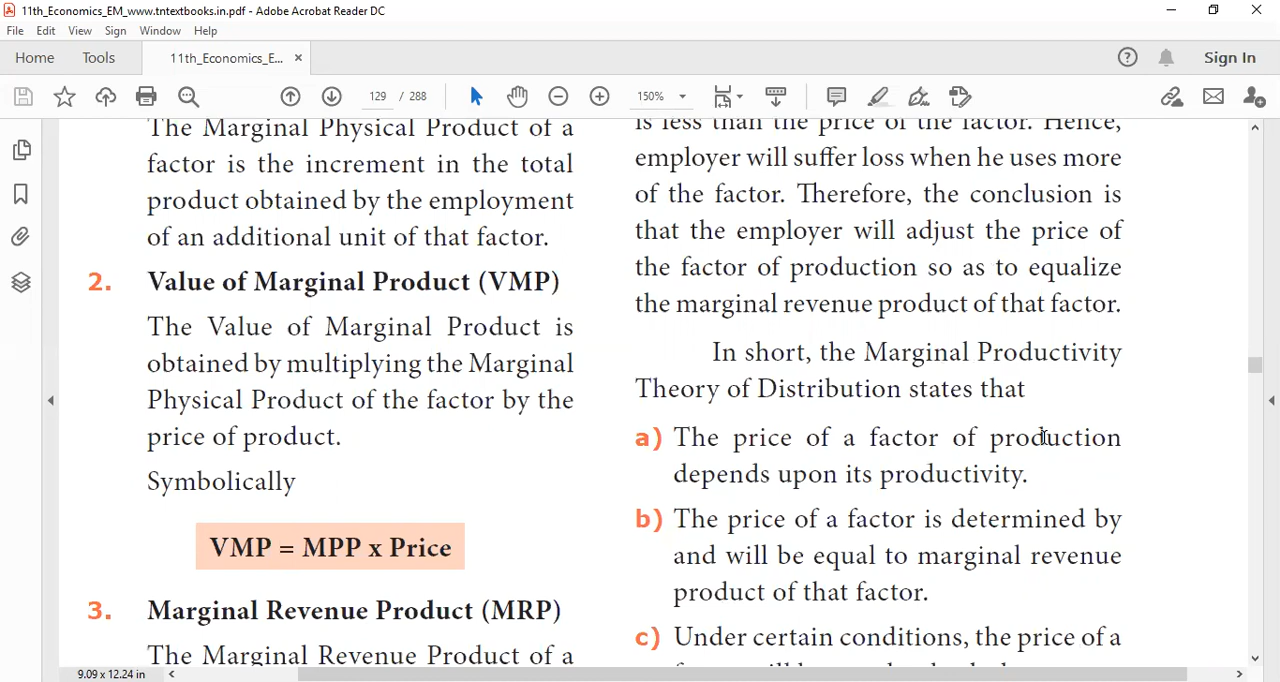 11th_Economics_EM_www.tntextbooks.in.pdf - Adobe Acrobat Reader DC
File Edit View Sign Window Help
Home Tools 11th_Economics_E... × Sign In
129 / 288 150%
The Marginal Physical Product of a
factor is the increment in the total
product obtained by the employment
of an additional unit of that factor.
2. Value of Marginal Product (VMP)
The Value of Marginal Product is
obtained by multiplying the Marginal
Physical Product of the factor by the
price of product.
Symbolically
VMP = MPP x Price
3. Marginal Revenue Product (MRP)
The Marginal Revenue Product of a
is less than the price of the factor. Hence,
employer will suffer loss when he uses more
of the factor. Therefore, the conclusion is
that the employer will adjust the price of
the factor of production so as to equalize
the marginal revenue product of that factor.
In short, the Marginal Productivity
Theory of Distribution states that
a) The price of a factor of production
depends upon its productivity.
b) The price of a factor is determined by
and will be equal to marginal revenue
product of that factor.
c) Under certain conditions, the price of a
9.09 x 12.24 in